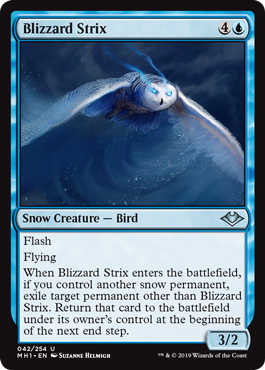 Blizzard Strix 4
Snow Creature — Bird
Flash
Flying
When Blizzard Strix enters the battlefield,
if you control another snow permanent,
exile target permanent other than Blizzard
Strix. Return that card to the battlefield
under its owner's control at the beginning
of the next end step.
3/2
042/254 U
MH1 • EN Suzanne Helmigh ™ & © 2019 Wizards of the Coast